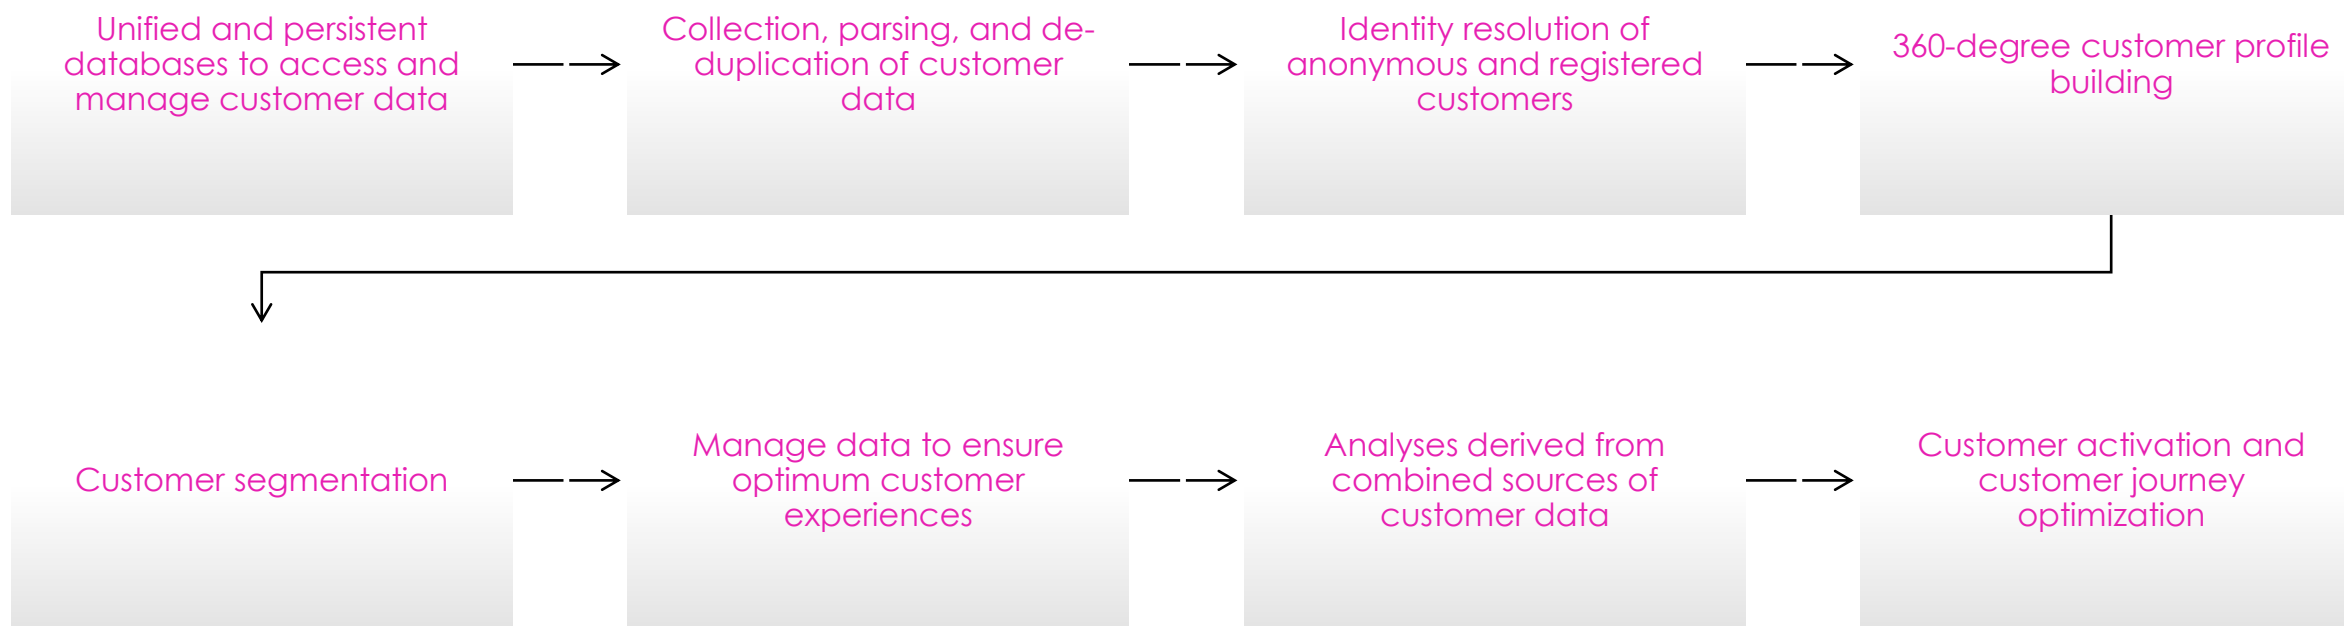 Unified and persistent
databases to access and
manage customer data
Collection, parsing, and de-
duplication of customer
data
Identity resolution of
anonymous and registered
customers
360-degree customer profile
building
Customer segmentation
Manage data to ensure
optimum customer
experiences
Analyses derived from
combined sources of
customer data
Customer activation and
customer journey
optimization